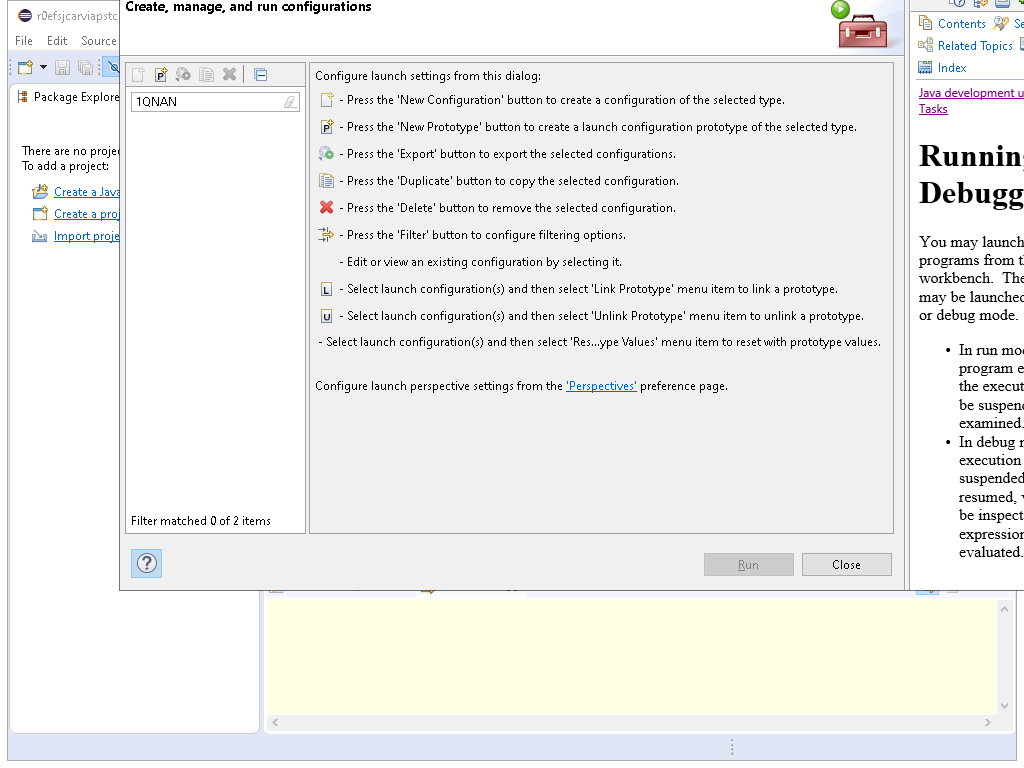 r0efsjcarviapstc
Create, manage, and run configurations
File Edit Source
Package Explore
There are no proje
To add a project:
Create a Java
Create a proj
Import proje
1QNAN
Filter matched 0 of 2 items
Configure launch settings from this dialog:
- Press the 'New Configuration' button to create a configuration of the selected type.
- Press the 'New Prototype' button to create a launch configuration prototype of the selected type.
- Press the 'Export' button to export the selected configurations.
- Press the 'Duplicate' button to copy the selected configuration.
- Press the 'Delete' button to remove the selected configuration.
- Press the 'Filter' button to configure filtering options.
- Edit or view an existing configuration by selecting it.
- Select launch configuration(s) and then select 'Link Prototype' menu item to link a prototype.
- Select launch configuration(s) and then select 'Unlink Prototype' menu item to unlink a prototype.
- Select launch configuration(s) and then select 'Res...ype Values' menu item to reset with prototype values.
Configure launch perspective settings from the 'Perspectives' preference page.
Run Close
Contents Se
Related Topics
Index
Java development u
Tasks
Running
Debugg
You may launch
programs from th
workbench. The
may be launched
or debug mode.
• In run mod
program e
the execut
be suspend
examined.
• In debug m
execution
suspended
resumed, v
be inspect
expression
evaluated.